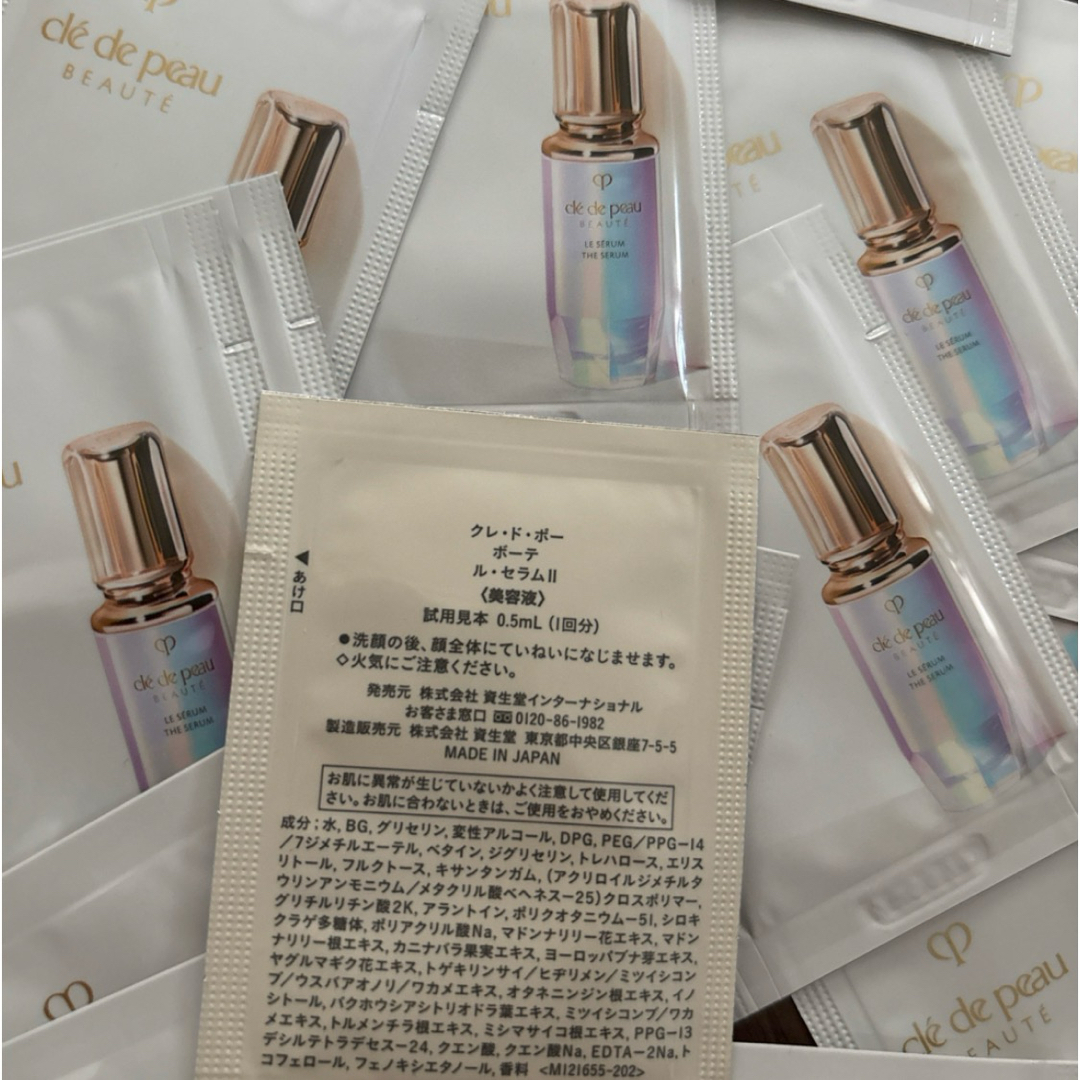 clé de peau
BEAUTÉ
clé de peau
BEAUTÉ
LE SÉRUM
THE SERUM
eau
UTÉ
clé de peau
BEAUTÉ
LE SÉRUM
THE SERUM
u
clé de peau
BEAUTÉ
LE SÉRUM
THE SERUM
clé de peau
BEAUTÉ
LE SÉRUM
THE SERUM
◀あけ口
クレ・ド・ポー
ボーテ
ル・セラムⅡ
〈美容液〉
試用見本 0.5mL (1回分)
●洗顔の後、顔全体にていねいになじませます。
◇火気にご注意ください。
発売元 株式会社 資生堂インターナショナル
お客さま窓口 0120-86-1982
製造販売元 株式会社 資生堂 東京都中央区銀座7-5-5
MADE IN JAPAN
お肌に異常が生じていないかよく注意して使用してくだ
さい。お肌に合わないときは、ご使用をおやめください。
成分;水, BG, グリセリン, 変性アルコール, DPG, PEG/PPG-14
/7ジメチルエーテル, ベタイン, ジグリセリン, トレハロース, エリス
リトール, フルクトース, キサンタンガム, (アクリロイルジメチルタ
ウリンアンモニウム/メタクリル酸ベヘネス-25)クロスポリマー,
グリチルリチン酸2K, アラントイン, ポリクオタニウム-51, シロキ
クラゲ多糖体, ポリアクリル酸Na, マドンナリリー花エキス, マドン
ナリリー根エキス, カニナバラ果実エキス, ヨーロッパブナ芽エキス,
ヤグルマギク花エキス, トゲキリンサイ/ヒヂリメン/ミツイシコン
ブ/ウスバアオノリ/ワカメエキス, オタネニンジン根エキス, イノ
シトール, バクホウシアシトリオドラ葉エキス, ミツイシコンブ/ワカ
メエキス, トルメンチラ根エキス, ミシマサイコ根エキス, PPG-13
デシルテトラデセス-24, クエン酸, クエン酸Na, EDTA-2Na, ト
コフェロール, フェノキシエタノール, 香料 <M121655-202>
clé de peau
EAUTÉ